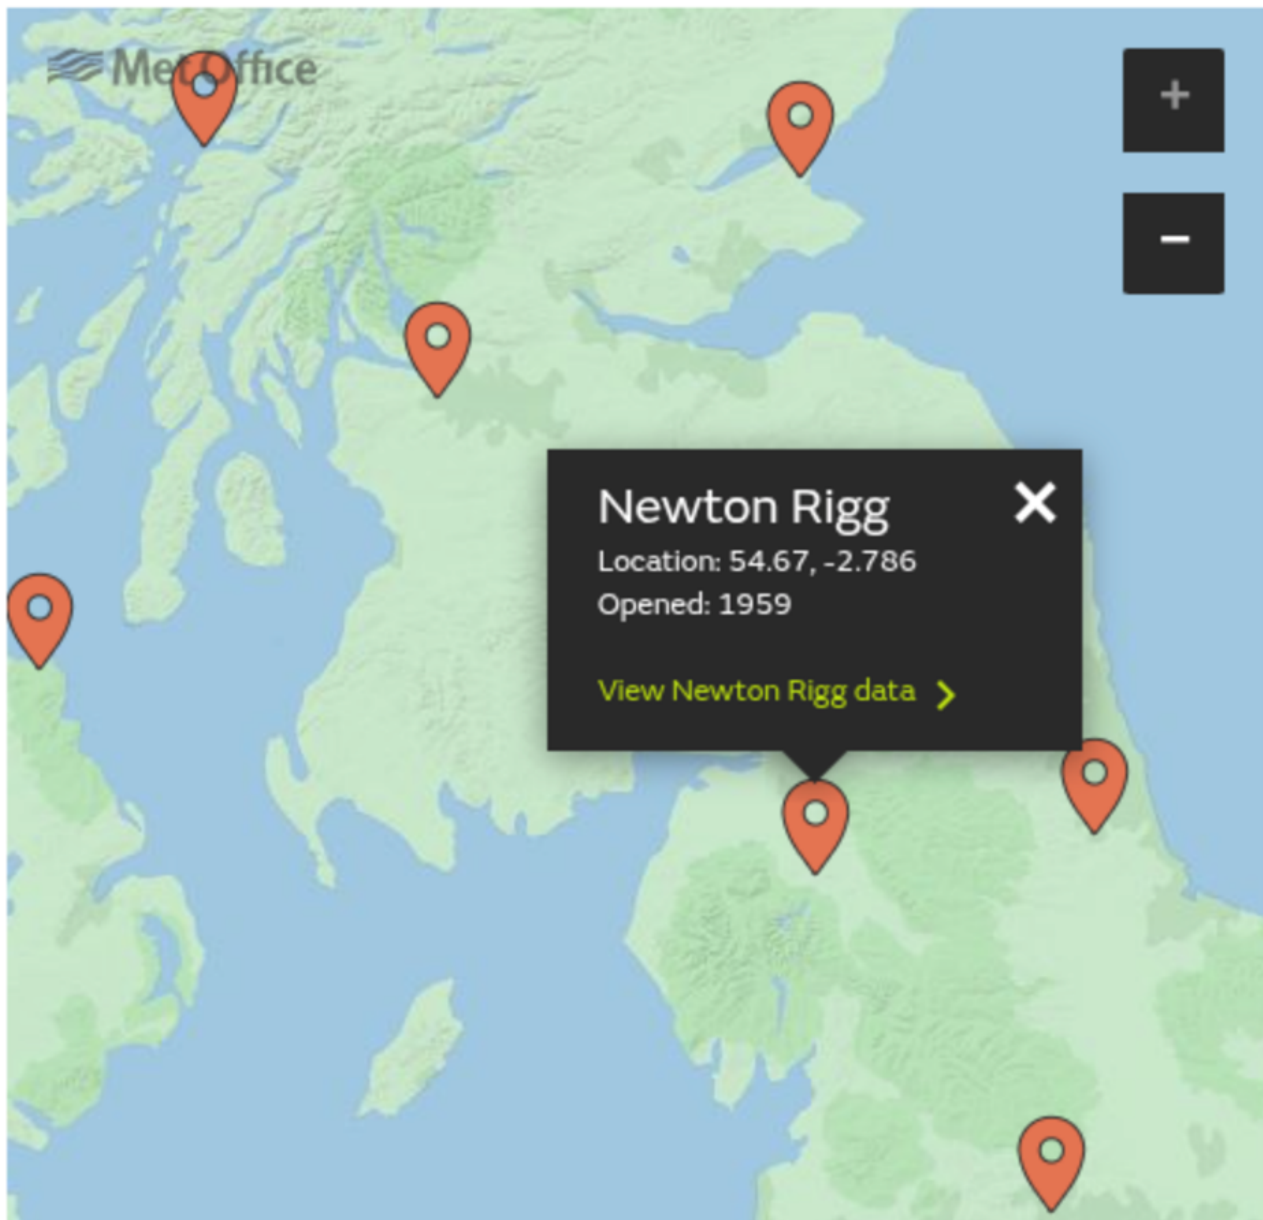 Met Office
+
−
Newton Rigg
Location: 54.67, -2.786
Opened: 1959
View Newton Rigg data